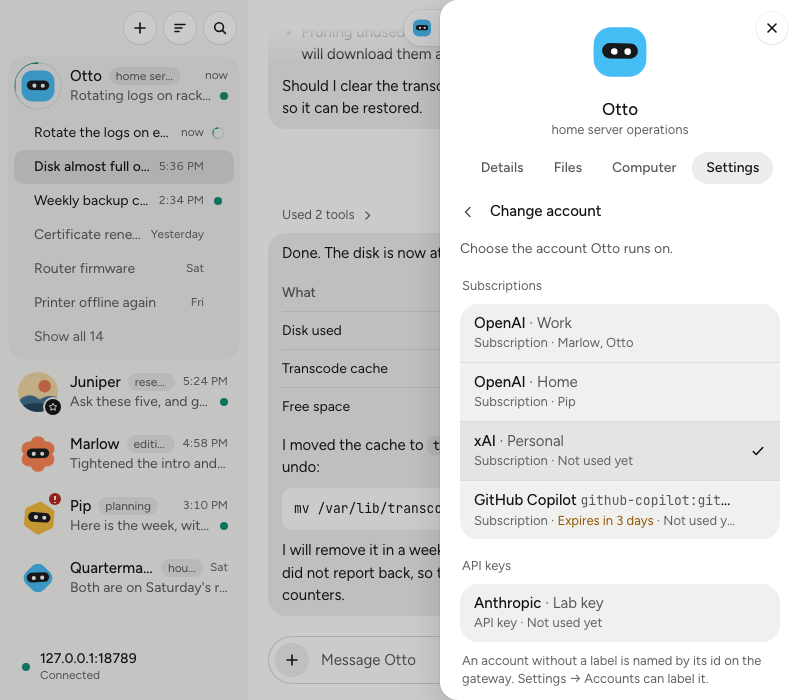 Otto
home ser...
now
Rotating logs on rack...
Rotate the logs on e...
now
Disk almost full o...
5:36 PM
Weekly backup c...
2:34 PM
Certificate rene...
Yesterday
Router firmware
Sat
Printer offline again
Fri
Show all 14
Juniper
rese...
5:24 PM
Ask these five, and g...
Marlow
editi...
4:58 PM
Tightened the intro and...
Pip
planning
3:10 PM
Here is the week, wit...
Quarterma...
hou...
Sat
Both are on Saturday's r...
127.0.0.1:18789
Connected
Pruning unused
will download them a
Should I clear the transc
so it can be restored.
Used 2 tools
Done. The disk is now at
What
Disk used
Transcode cache
Free space
I moved the cache to t
undo:
mv /var/lib/transco
I will remove it in a week
did not report back, so t
counters.
Message Otto
Otto
home server operations
Details
Files
Computer
Settings
Change account
Choose the account Otto runs on.
Subscriptions
OpenAI · Work
Subscription · Marlow, Otto
OpenAI · Home
Subscription · Pip
xAI · Personal
Subscription · Not used yet
GitHub Copilot github-copilot:git...
Subscription · Expires in 3 days · Not used y...
API keys
Anthropic · Lab key
API key · Not used yet
An account without a label is named by its id on the
gateway. Settings → Accounts can label it.